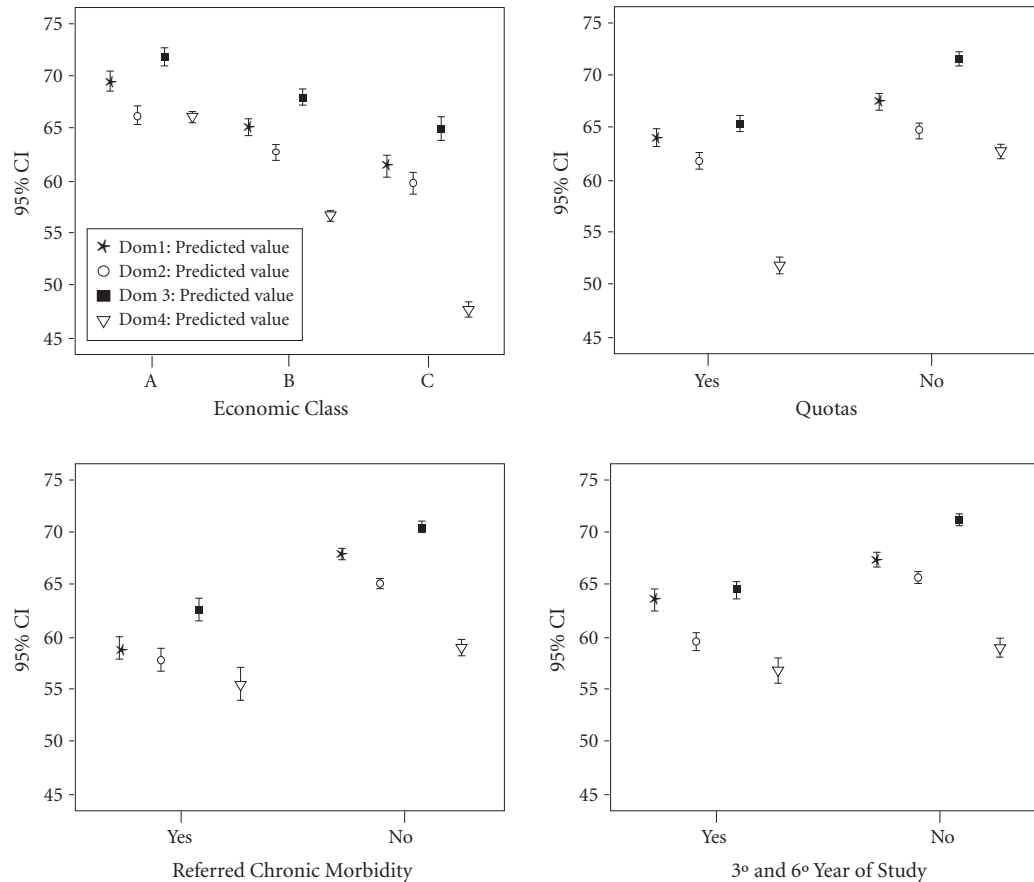 75
70
65
60
55
50
45
95% CI
Dom1: Predicted value
Dom2: Predicted value
Dom 3: Predicted value
Dom4: Predicted value
A B C
Economic Class
75
70
65
60
55
50
45
95% CI
Yes No
Quotas
75
70
65
60
55
50
45
95% CI
Yes No
Referred Chronic Morbidity
75
70
65
60
55
50
45
95% CI
Yes No
3º and 6º Year of Study